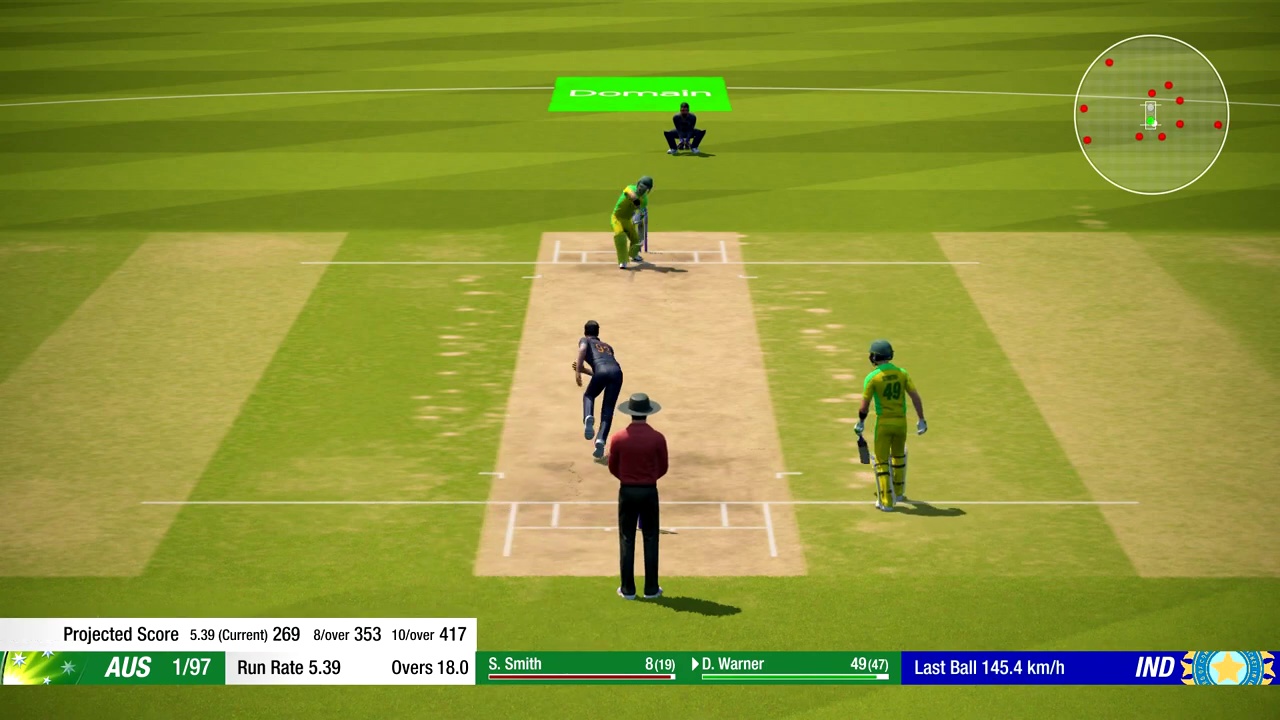 Domain
49
Projected Score 5.39 (Current) 269 8/over 353 10/over 417
AUS 1/97 Run Rate 5.39 Overs 18.0
S. Smith 8(19) D. Warner 49(47)
Last Ball 145.4 km/h IND